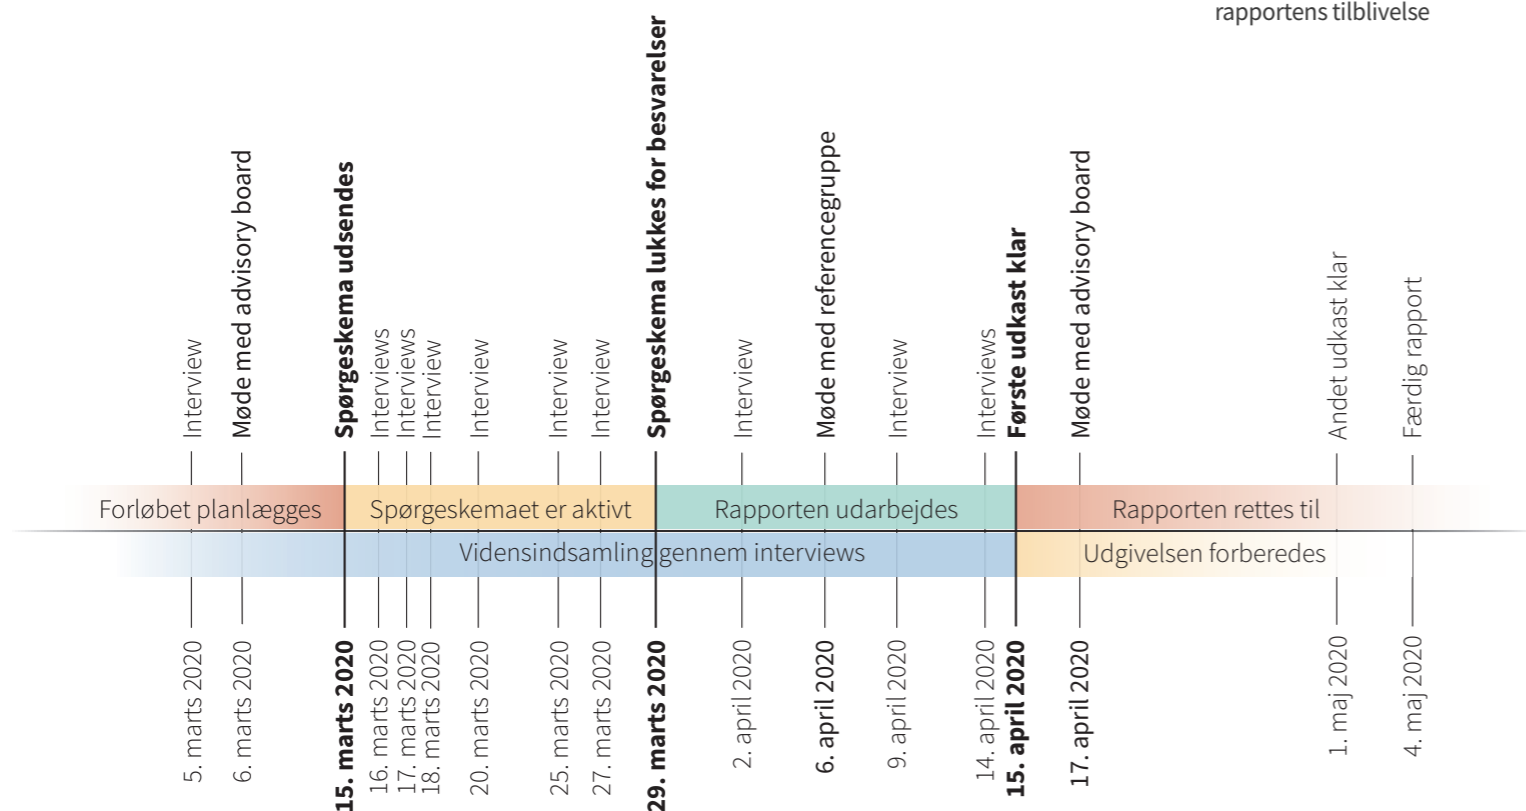 rapportens tilblivelse
Interview
Møde med advisory board
Spørgeskema udsendes
Interviews
Interviews
Interview
Interview
Interview
Interview
Spørgeskema lukkes for besvarelser
Interview
Møde med referencegruppe
Interview
Interviews
Første udkast klar
Møde med advisory board
Andet udkast klar
Færdig rapport
Forløbet planlægges
Spørgeskemaet er aktivt
Rapporten udarbejdes
Rapporten rettes til
Vidensindsamling gennem interviews
Udgivelsen forberedes
5. marts 2020
6. marts 2020
15. marts 2020
16. marts 2020
17. marts 2020
18. marts 2020
20. marts 2020
25. marts 2020
27. marts 2020
29. marts 2020
2. april 2020
6. april 2020
9. april 2020
14. april 2020
15. april 2020
17. april 2020
1. maj 2020
4. maj 2020